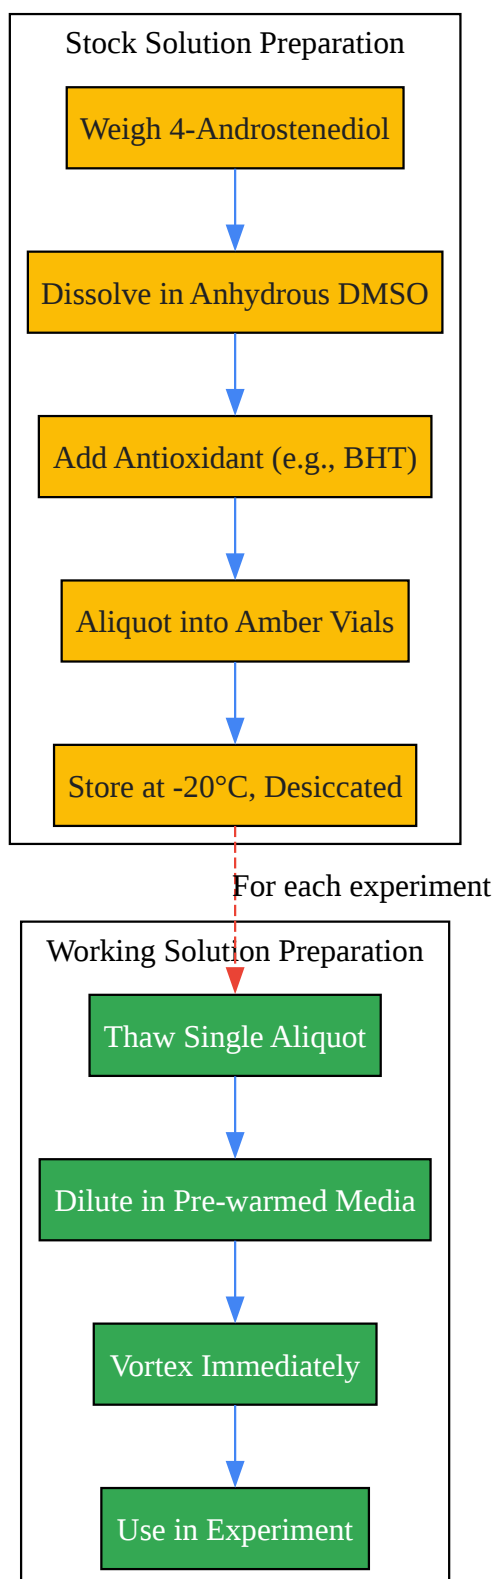 Stock Solution Preparation
Weigh 4-Androstenediol
Dissolve in Anhydrous DMSO
Add Antioxidant (e.g., BHT)
Aliquot into Amber Vials
Store at -20°C, Desiccated
For each experiment
Working Solution Preparation
Thaw Single Aliquot
Dilute in Pre-warmed Media
Vortex Immediately
Use in Experiment